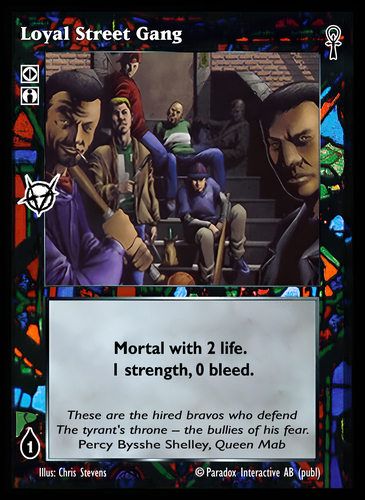 Loyal Street Gang
Mortal with 2 life.
1 strength, 0 bleed.
These are the hired bravos who defend
The tyrant's throne – the bullies of his fear.
Percy Bysshe Shelley, Queen Mab
1
Illus: Chris Stevens
© Paradox Interactive AB (publ)